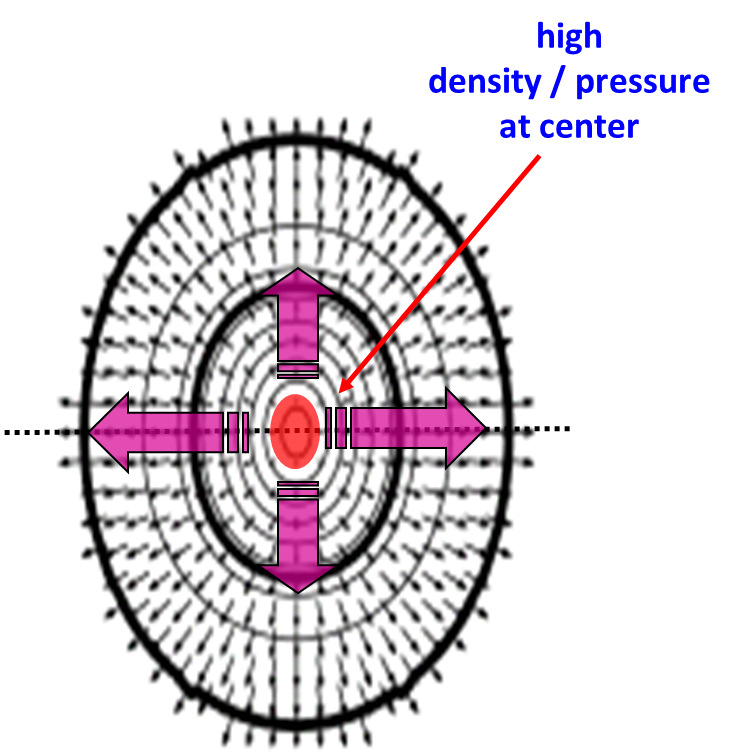 high
density / pressure
at center